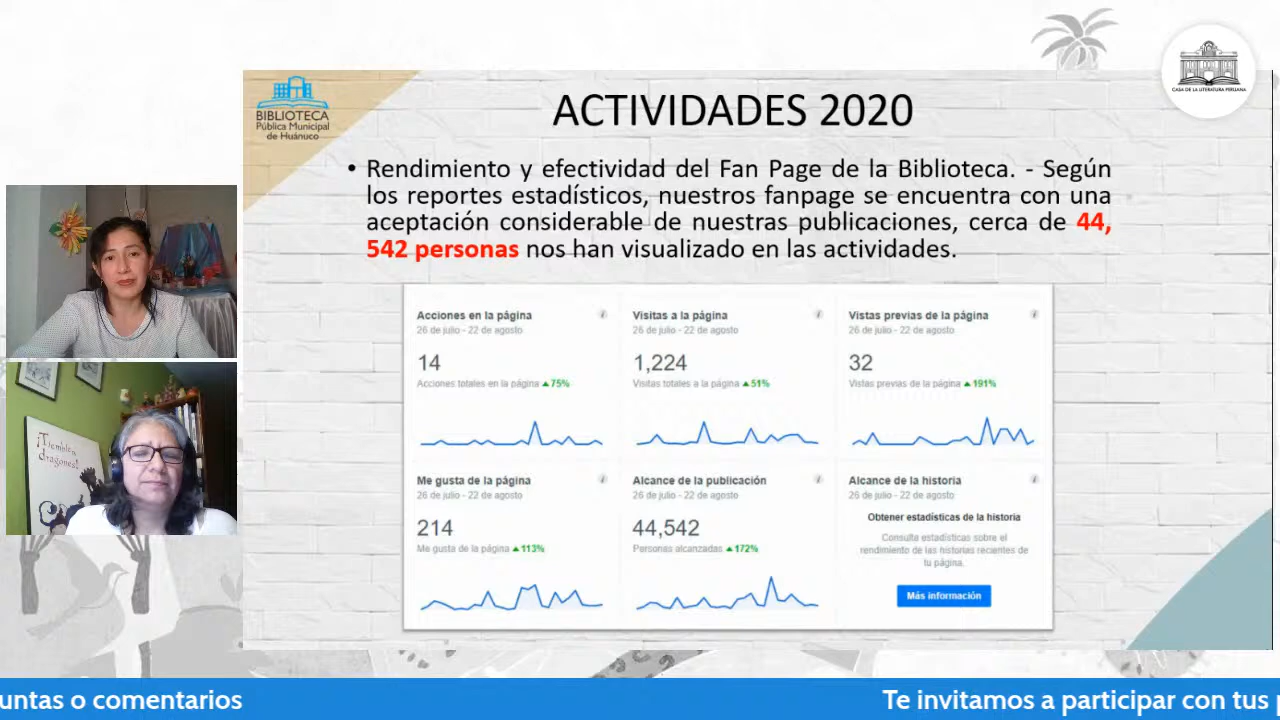 ACTIVIDADES 2020
BIBLIOTECA
Pública Municipal
de Huánuco
CASA DE LA LITERATURA PERUANA
• Rendimiento y efectividad del Fan Page de la Biblioteca. - Según
los reportes estadísticos, nuestros fanpage se encuentra con una
aceptación considerable de nuestras publicaciones, cerca de 44,
542 personas nos han visualizado en las actividades.
Acciones en la página
26 de julio - 22 de agosto
14
Acciones totales en la página ▲75%
Visitas a la página
26 de julio - 22 de agosto
1,224
Visitas totales a la página ▲51%
Vistas previas de la página
26 de julio - 22 de agosto
32
Vistas previas de la página ▲191%
Me gusta de la página
26 de julio - 22 de agosto
214
Me gusta de la página ▲113%
Alcance de la publicación
26 de julio - 22 de agosto
44,542
Personas alcanzadas ▲172%
Alcance de la historia
26 de julio - 22 de agosto
Obtener estadísticas de la historia
Consulta estadísticas sobre el
rendimiento de las historias recientes de
tu página.
Más información
¡Tiemblen
dragones!
untas o comentarios
Te invitamos a participar con tus p